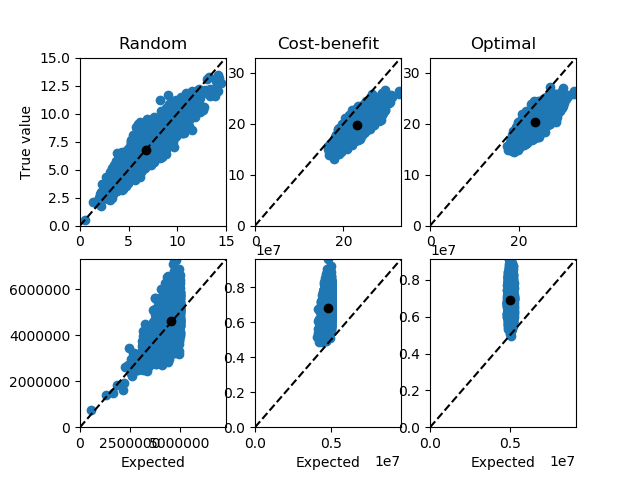 Random Cost-benefit Optimal
15.0
12.5 30 30
10.0
20 20
7.5
5.0 10 10
2.5
0.0 0 0
True value
0 5 10 15 0 20 0 20
1e7 1e7
6000000 0.8 0.8
0.6 0.6
4000000 0.4 0.4
2000000 0.2 0.2
0 0.0 0.0
0 2500000 5000000 0.0 0.5 0.0 0.5
Expected Expected 1e7 Expected 1e7